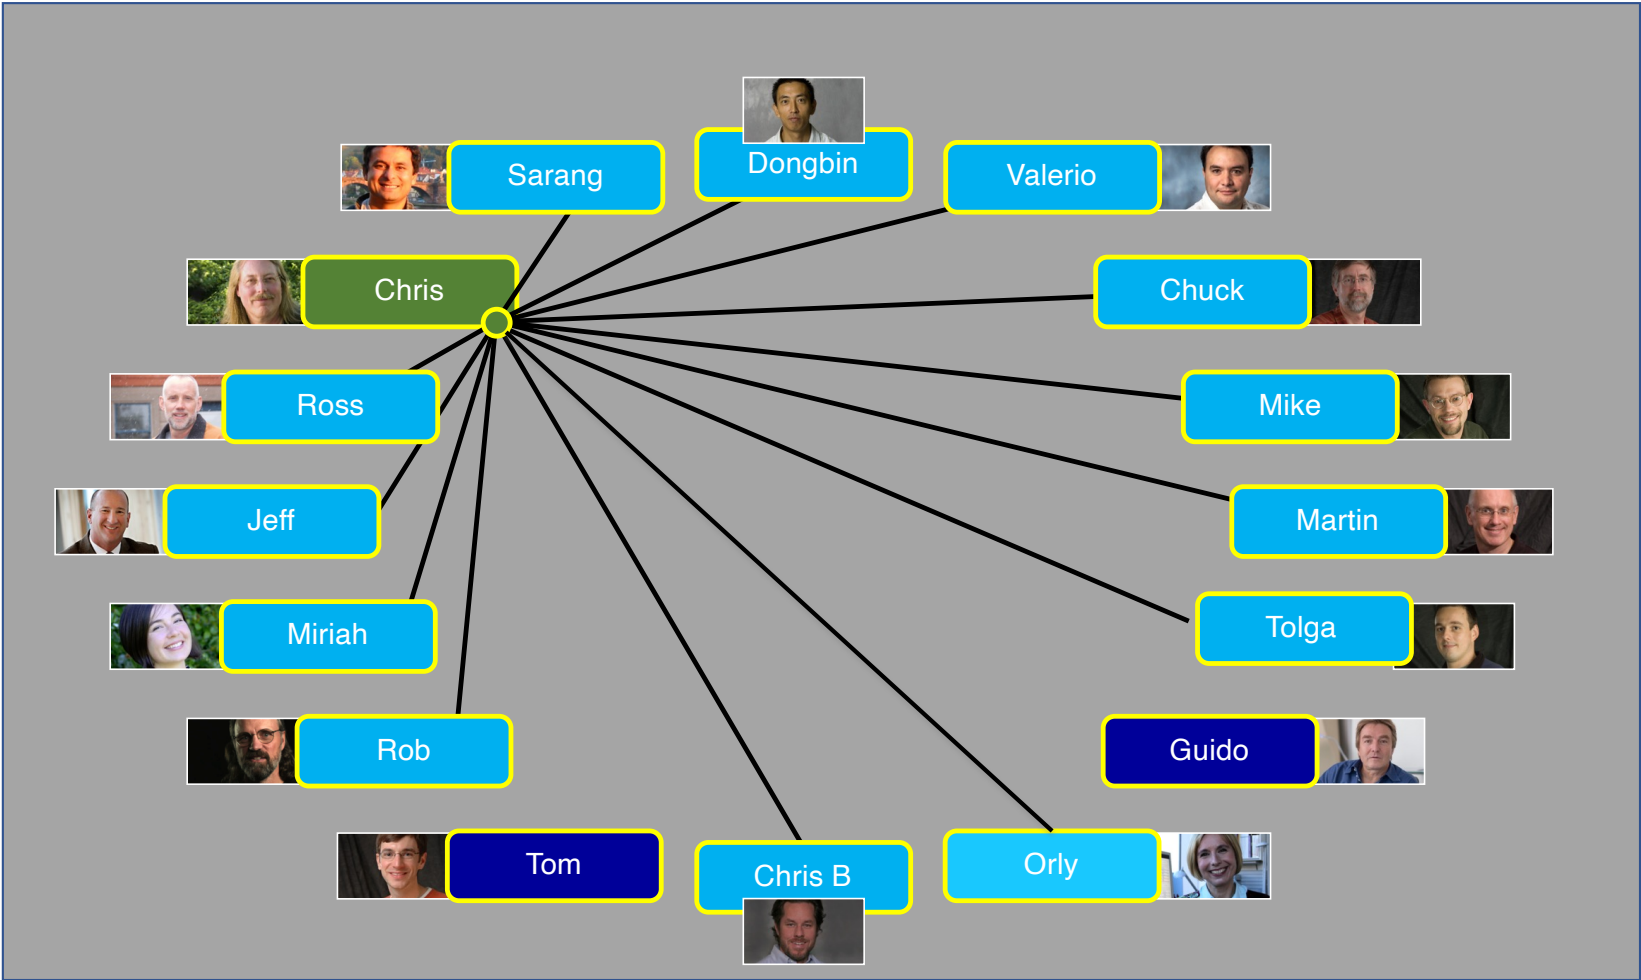 Dongbin
Sarang
Valerio
Chris
Chuck
Ross
Mike
Jeff
Martin
Miriah
Tolga
Rob
Guido
Tom
Chris B
Orly